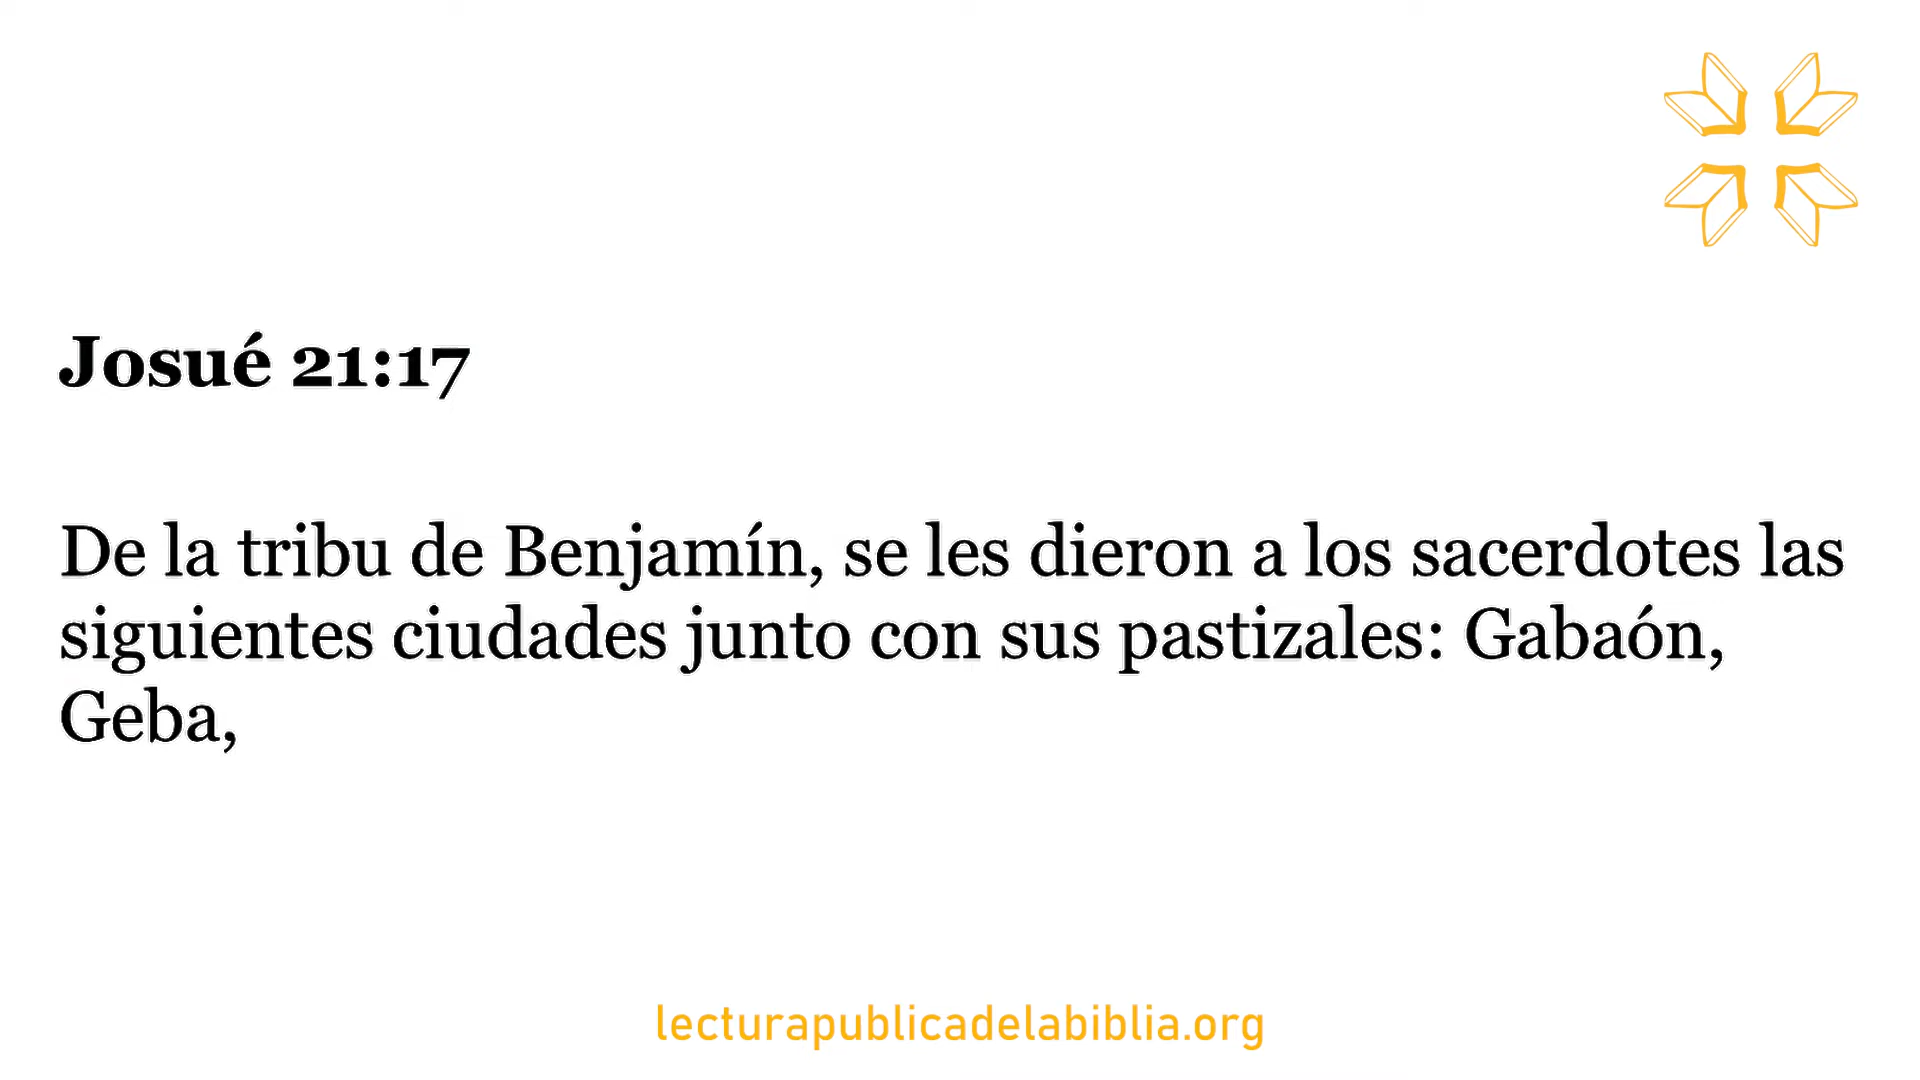 Josué 21:17
De la tribu de Benjamín, se les dieron a los sacerdotes las
siguientes ciudades junto con sus pastizales: Gabaón,
Geba,
lecturapublicadelabiblia.org